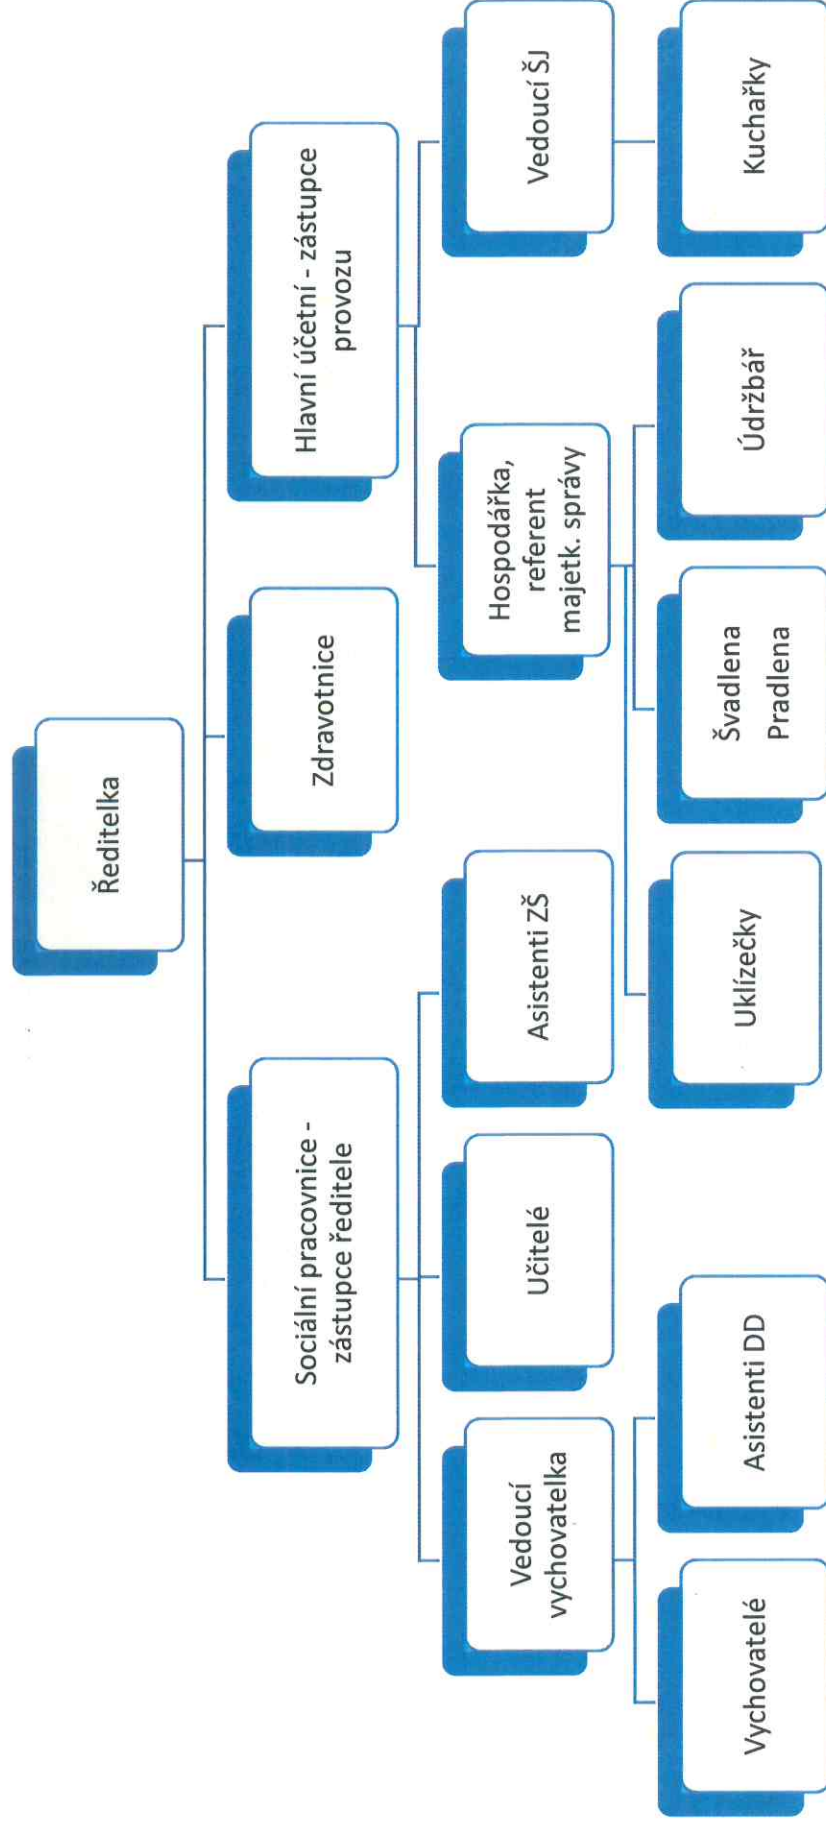 Ředitelka
Sociální pracovnice -
zástupce ředitele
Zdravotnice
Hlavní účetní - zástupce
provozu
Vedoucí
vychovatelka
Učitelé
Asistenti ZŠ
Hospodářka,
referent
majetk. správy
Vedoucí ŠJ
Vychovatelé
Asistenti DD
Uklízečky
Švadlena
Pradlena
Údržbář
Kuchařky